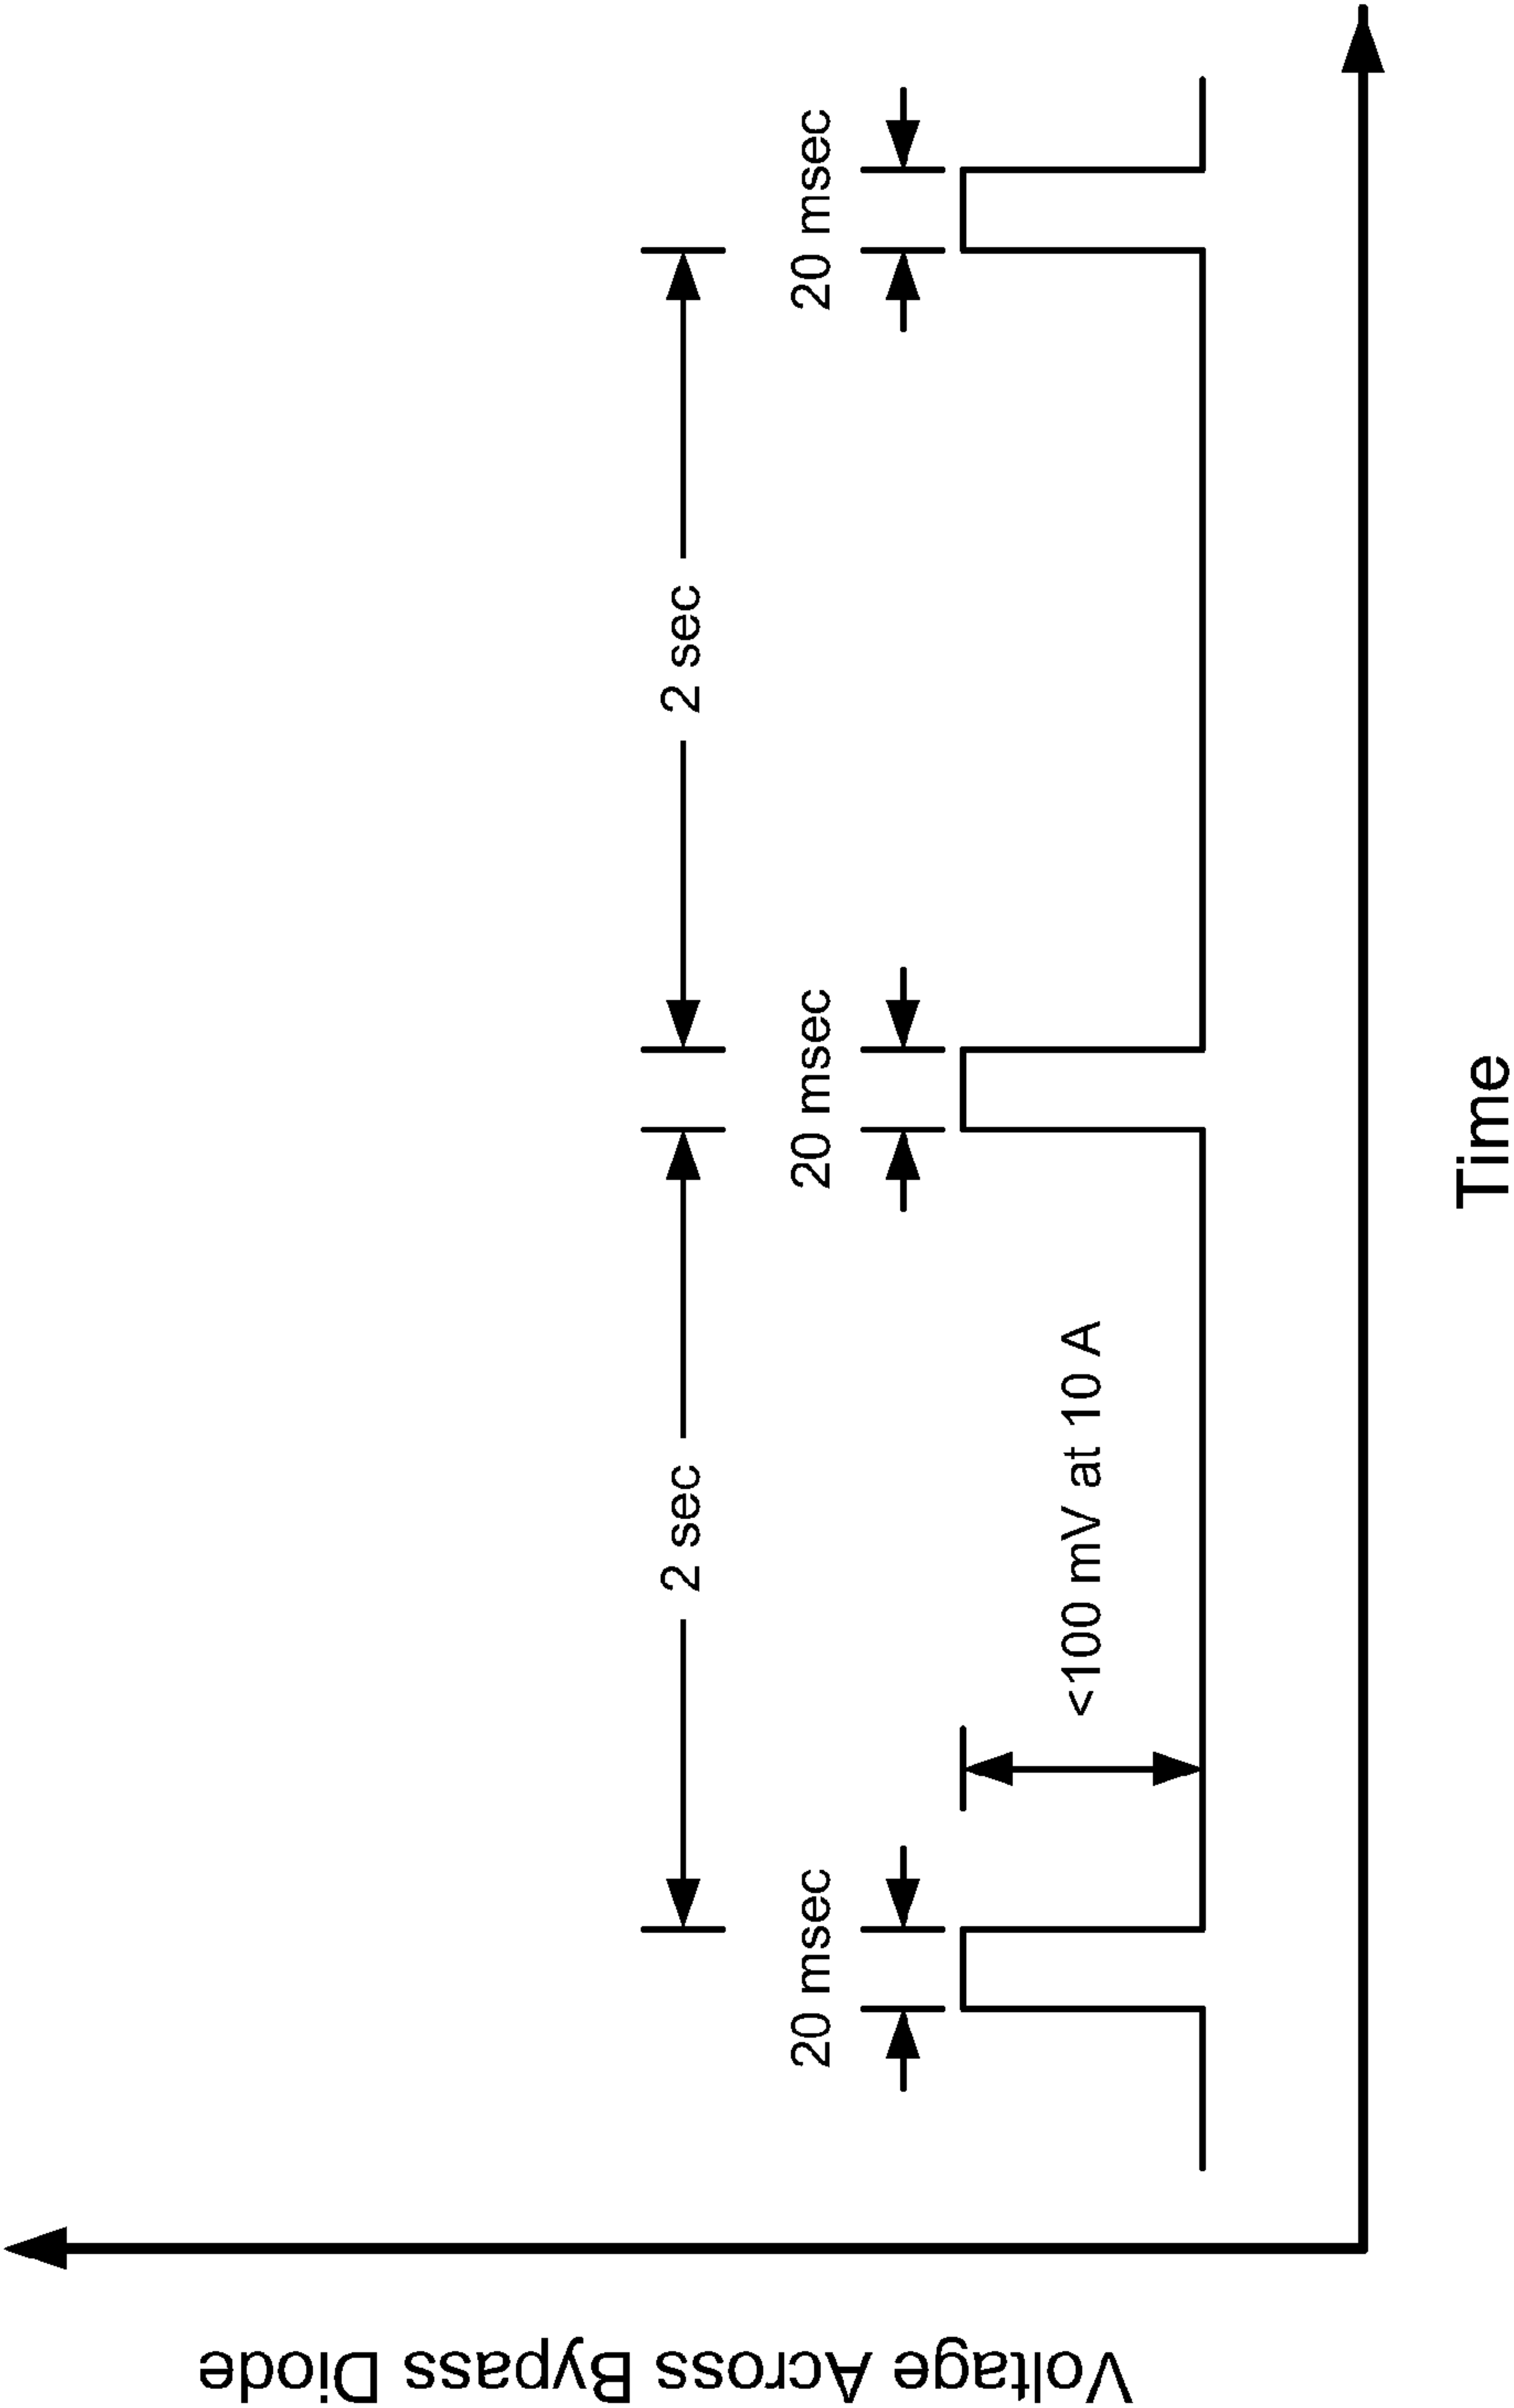 2 sec
2 sec
20 msec
20 msec
20 msec
<100 mV at 10 A
Time
Voltage Across Bypass Diode